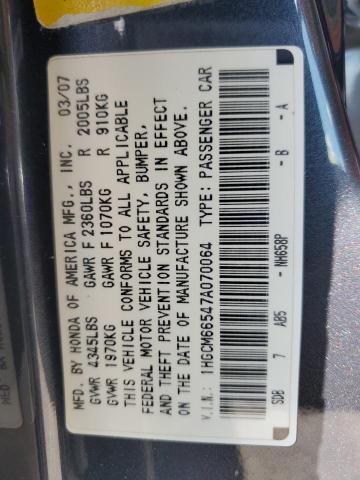 MFD. BY HONDA OF AMERICA MFG., INC. 03/07
GVWR 4345LBS GAWR F 2360LBS R 2005LBS
GVWR 1970KG GAWR F 1070KG R 910KG
THIS VEHICLE CONFORMS TO ALL APPLICABLE
FEDERAL MOTOR VEHICLE SAFETY, BUMPER,
AND THEFT PREVENTION STANDARDS IN EFFECT
ON THE DATE OF MANUFACTURE SHOWN ABOVE.
V.I.N.: 1HGCM66547A070064 TYPE: PASSENGER CAR
SDB 7 AB5 - NH658P - B - A